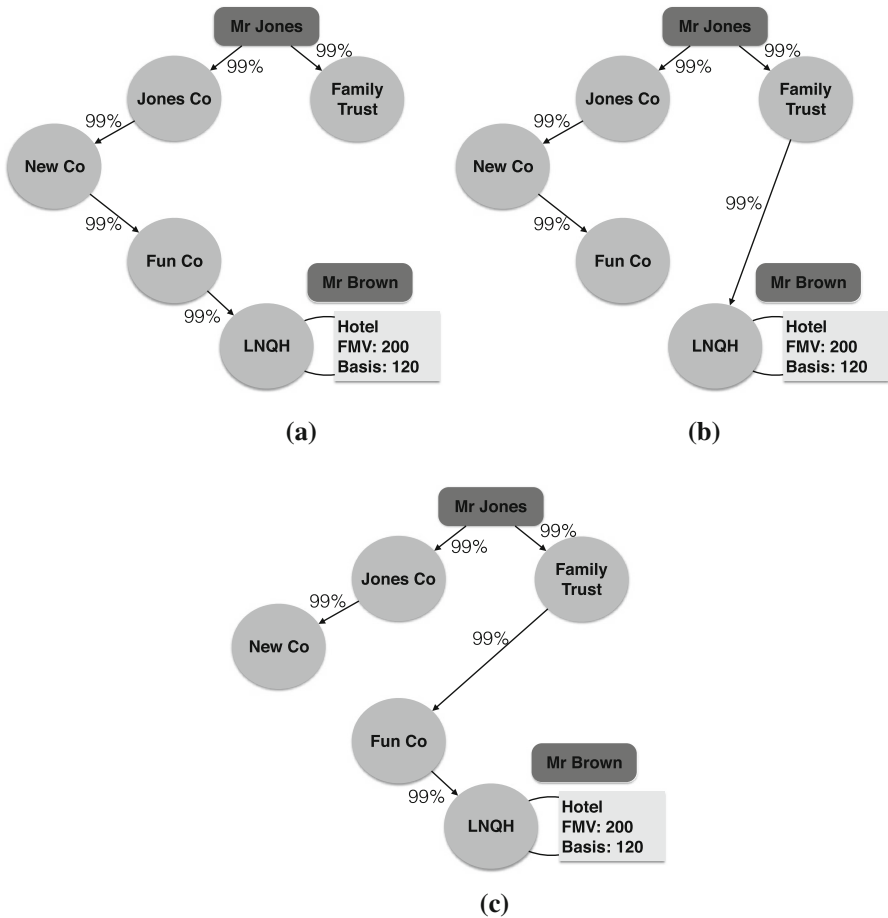 Mr Jones
99%
99%
Jones Co
Family
Trust
99%
New Co
99%
Fun Co
99%
Mr Brown
LNQH
Hotel
FMV: 200
Basis: 120
(a)
Mr Jones
99%
99%
Jones Co
Family
Trust
99%
New Co
99%
99%
Fun Co
Mr Brown
LNQH
Hotel
FMV: 200
Basis: 120
(b)
Mr Jones
99%
99%
Jones Co
Family
Trust
99%
New Co
99%
Fun Co
99%
Mr Brown
LNQH
Hotel
FMV: 200
Basis: 120
(c)